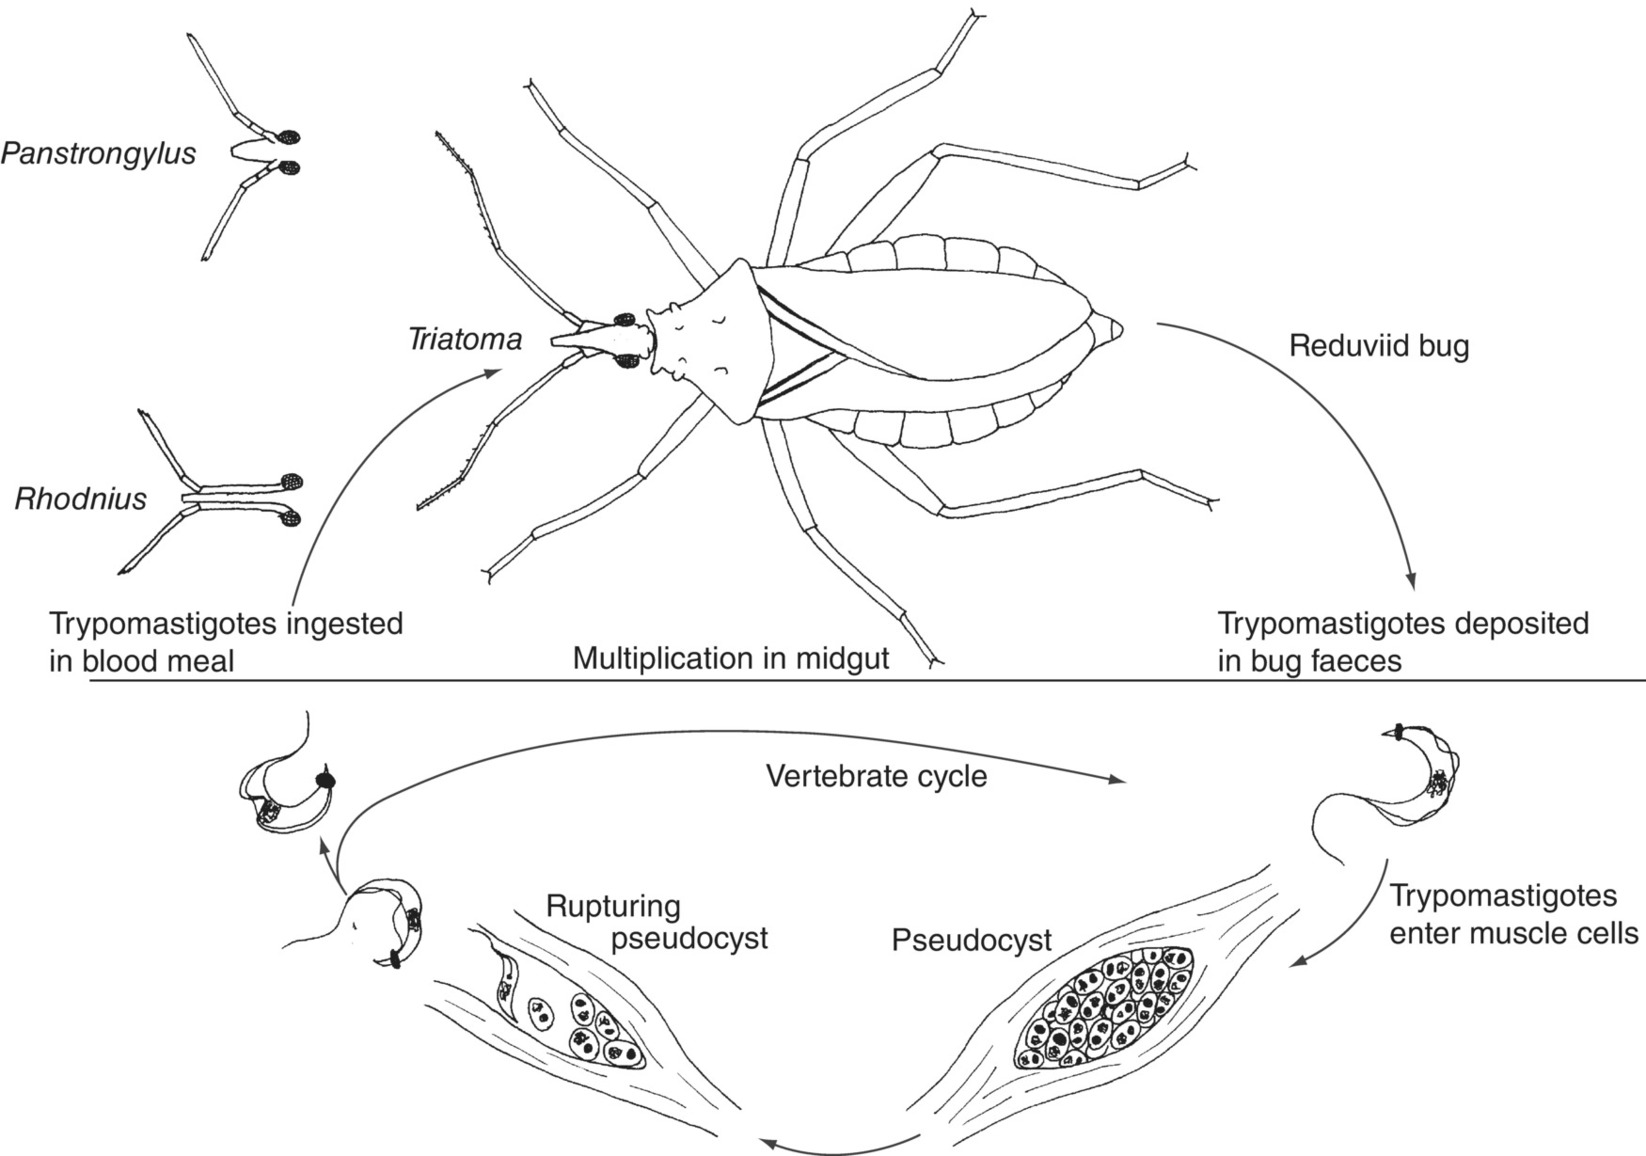 Panstrongylus
Triatoma
Reduviid bug
Rhodnius
Trypomastigotes ingested
in blood meal
Multiplication in midgut
Trypomastigotes deposited
in bug faeces
Vertebrate cycle
Rupturing
pseudocyst
Pseudocyst
Trypomastigotes
enter muscle cells